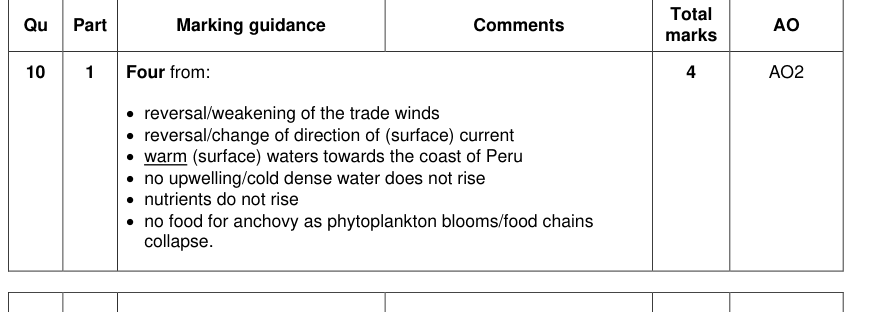 Qu Part Marking guidance Comments Total marks AO
10 1 Four from: 4 AO2
• reversal/weakening of the trade winds
• reversal/change of direction of (surface) current
• warm (surface) waters towards the coast of Peru
• no upwelling/cold dense water does not rise
• nutrients do not rise
• no food for anchovy as phytoplankton blooms/food chains
collapse.